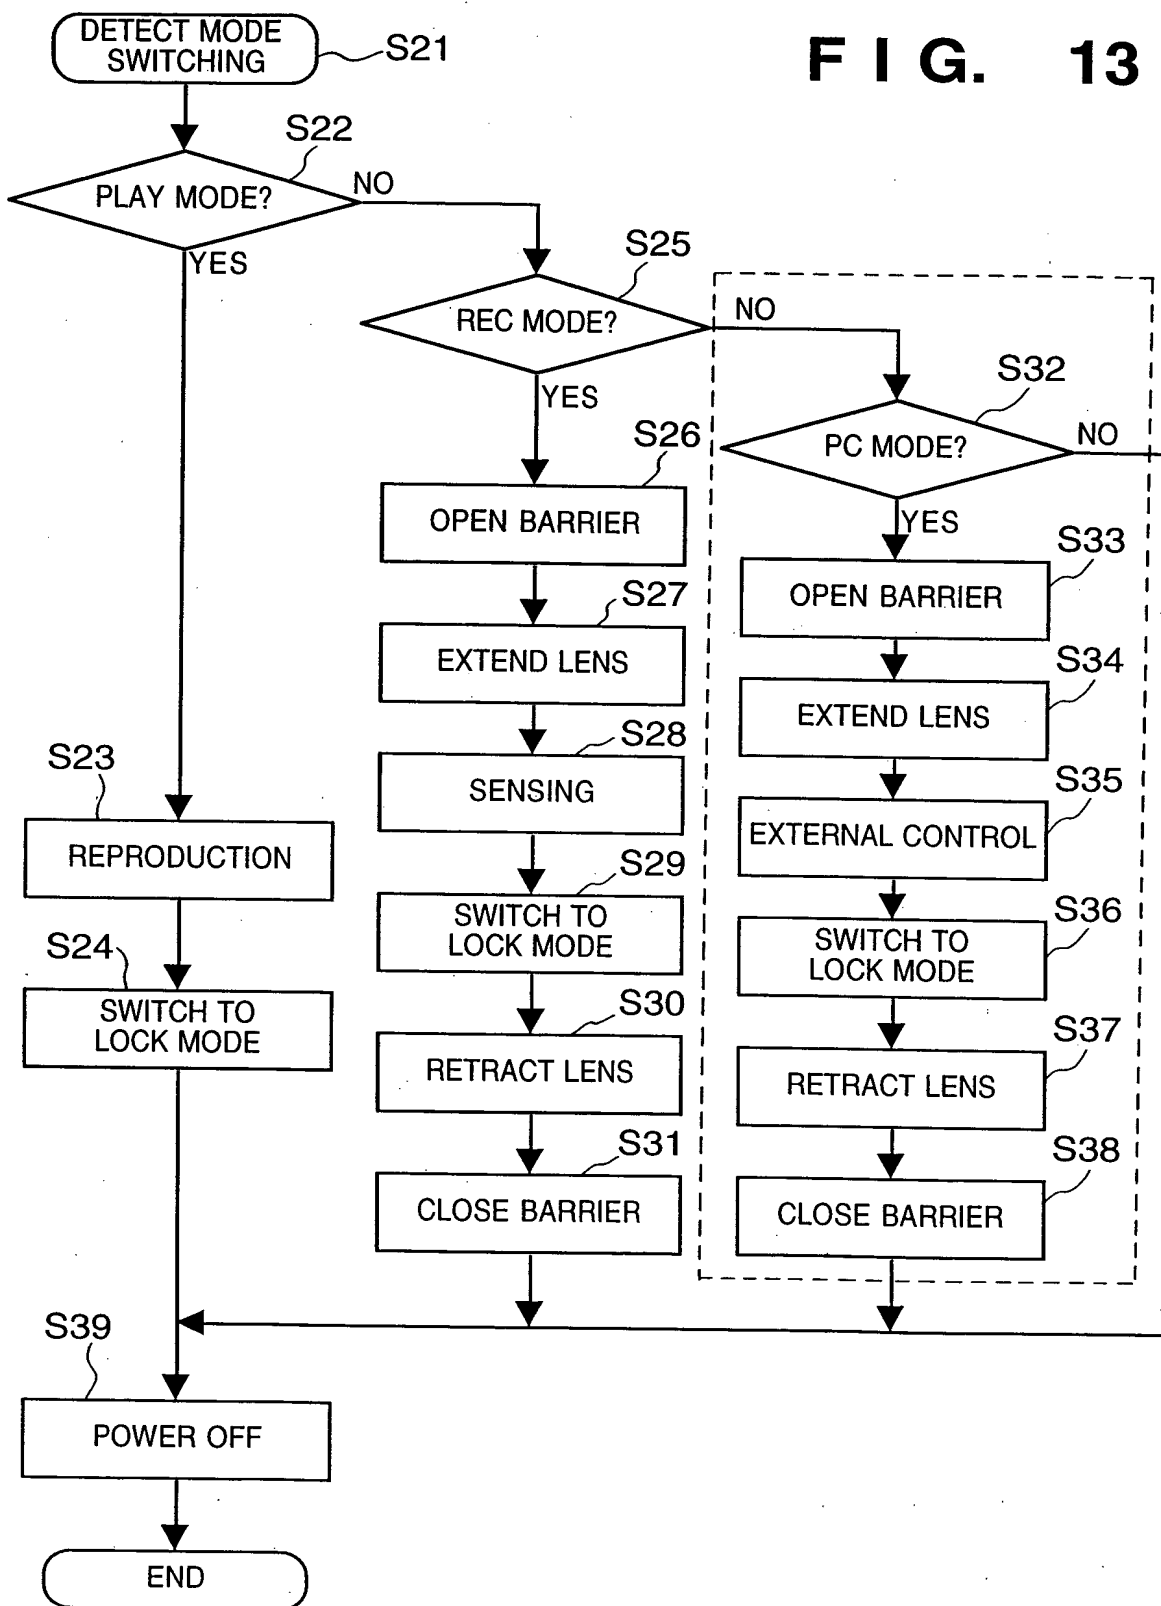 FIG. 13
DETECT MODE
SWITCHING
S21
S22
PLAY MODE?
NO
YES
S25
REC MODE?
NO
YES
S32
PC MODE?
NO
YES
S26
OPEN BARRIER
S33
OPEN BARRIER
S27
EXTEND LENS
S34
EXTEND LENS
S28
SENSING
S35
EXTERNAL CONTROL
S23
REPRODUCTION
S29
SWITCH TO
LOCK MODE
S36
SWITCH TO
LOCK MODE
S24
SWITCH TO
LOCK MODE
S30
RETRACT LENS
S37
RETRACT LENS
S31
CLOSE BARRIER
S38
CLOSE BARRIER
S39
POWER OFF
END